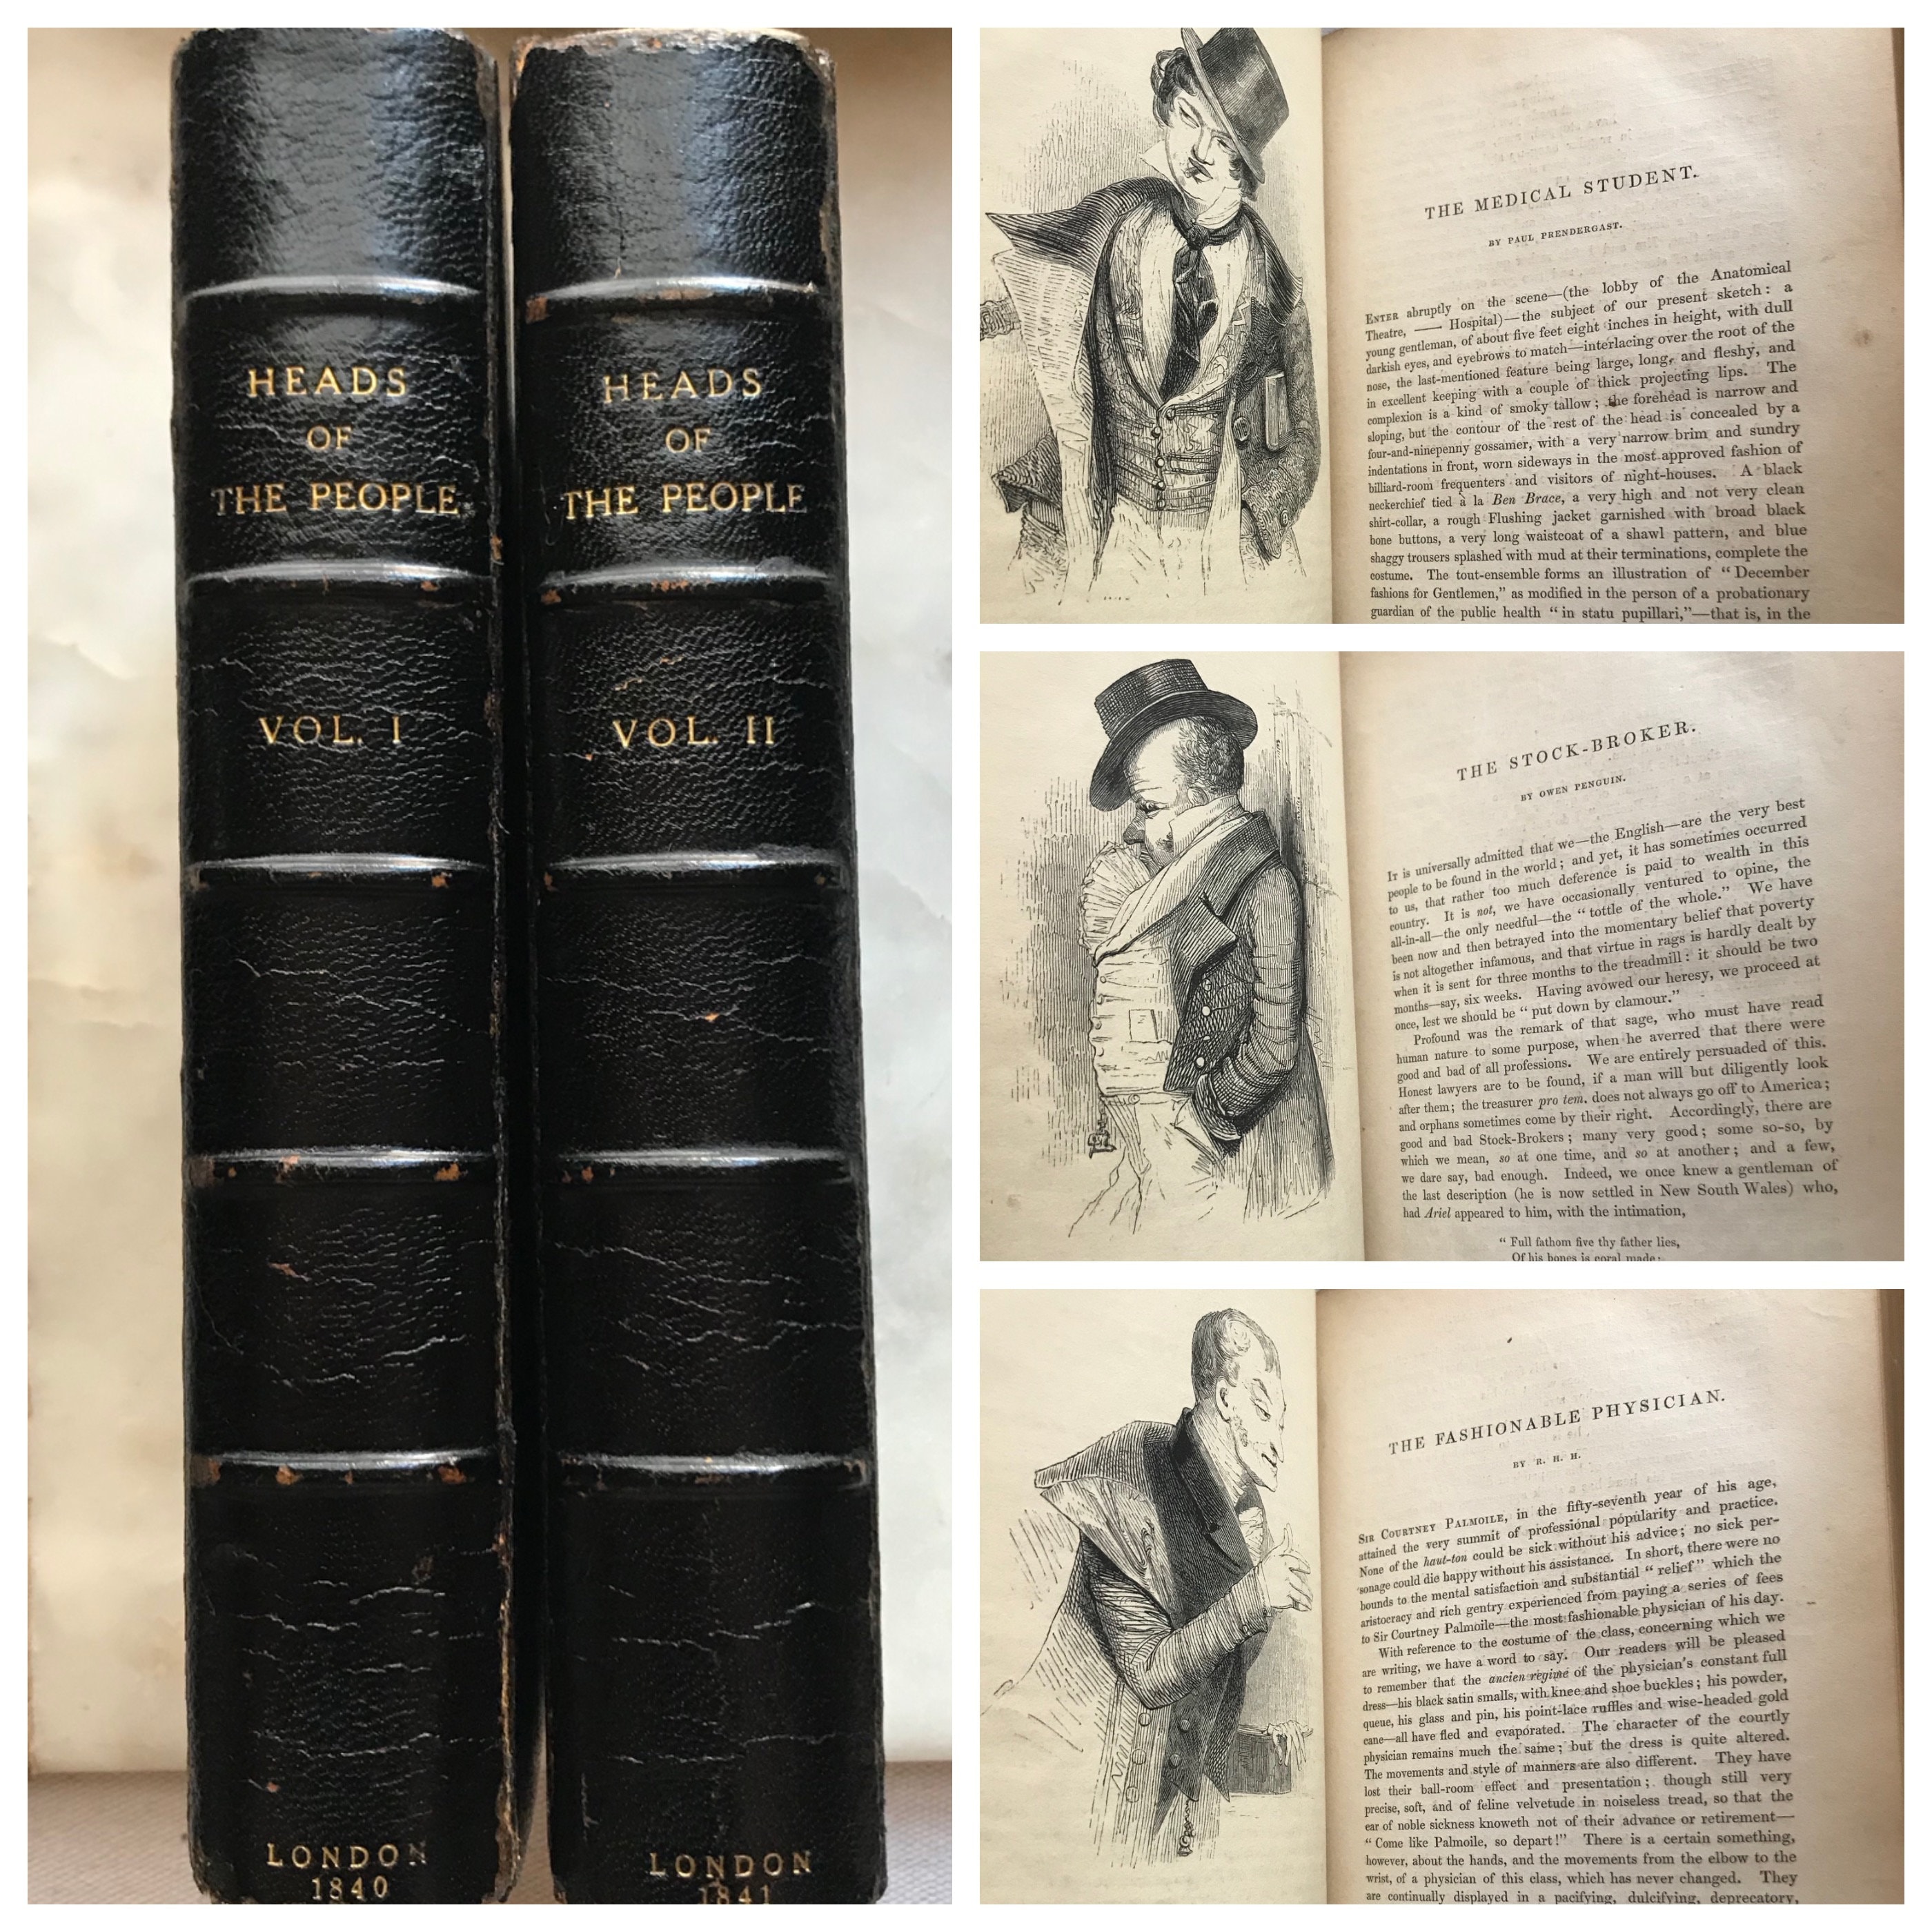 HEADS
OF
THE PEOPLE
VOL. I
LONDON
1840
HEADS
OF
THE PEOPLE
VOL. II
LONDON
1841
THE MEDICAL STUDENT.
BY PAUL PRENDERGAST.
ENTER abruptly on the scene—(the lobby of the Anatomical
Theatre, —— Hospital)—the subject of our present sketch: a
young gentleman, of about five feet eight inches in height, with dull
darkish eyes, and eyebrows to match—interlacing over the root of the
nose, the last-mentioned feature being large, long, and fleshy, and
in excellent keeping with a couple of thick projecting lips. The
complexion is a kind of smoky tallow; the forehead is narrow and
sloping, but the contour of the rest of the head is concealed by a
four-and-ninepenny gossamer, with a very narrow brim and sundry
indentations in front, worn sideways in the most approved fashion of
billiard-room frequenters and visitors of night-houses. A black
neckerchief tied à la Ben Brace, a very high and not very clean
shirt-collar, a rough Flushing jacket garnished with broad black
bone buttons, a very long waistcoat of a shawl pattern, and blue
shaggy trousers splashed with mud at their terminations, complete the
costume. The tout-ensemble forms an illustration of “December
fashions for Gentlemen,” as modified in the person of a probationary
guardian of the public health “in statu pupillari,”—that is, in the
THE STOCK-BROKER.
BY OWEN PENGUIN.
IT is universally admitted that we—the English—are the very best
people to be found in the world; and yet, it has sometimes occurred
to us, that rather too much deference is paid to wealth in this
country. It is not, we have occasionally ventured to opine, the
all-in-all—the only needful—the “tottle of the whole.” We have
been now and then betrayed into the momentary belief that poverty
is not altogether infamous, and that virtue in rags is hardly dealt by
when it is sent for three months to the treadmill: it should be two
months—say, six weeks. Having avowed our heresy, we proceed at
once, lest we should be “put down by clamour.”
Profound was the remark of that sage, who must have read
human nature to some purpose, when he averred that there were
good and bad of all professions. We are entirely persuaded of this.
Honest lawyers are to be found, if a man will but diligently look
after them; the treasurer pro tem. does not always go off to America;
and orphans sometimes come by their right. Accordingly, there are
good and bad Stock-Brokers; many very good; some so-so, by
which we mean, so at one time, and so at another; and a few,
we dare say, bad enough. Indeed, we once knew a gentleman of
the last description (he is now settled in New South Wales) who,
had Ariel appeared to him, with the intimation,
“Full fathom five thy father lies,
Of his bones is coral made;
THE FASHIONABLE PHYSICIAN.
BY R. H. H.
SIR COURTNEY PALMOILE, in the fifty-seventh year of his age,
attained the very summit of professional popularity and practice.
None of the haut-ton could be sick without his advice; no sick per-
sonage could die happy without his assistance. In short, there were no
bounds to the mental satisfaction and substantial “relief” which the
aristocracy and rich gentry experienced from paying a series of fees
to Sir Courtney Palmoile—the most fashionable physician of his day.
With reference to the costume of the class, concerning which we
are writing, we have a word to say. Our readers will be pleased
to remember that the ancien regime of the physician's constant full
dress—his black satin smalls, with knee and shoe buckles; his powder,
queue, his glass and pin, his point-lace ruffles and wise-headed gold
cane—all have fled and evaporated. The character of the courtly
physician remains much the same; but the dress is quite altered.
The movements and style of manners are also different. They have
lost their ball-room effect and presentation; though still very
precise, soft, and of feline velvetude in noiseless tread, so that the
ear of noble sickness knoweth not of their advance or retirement—
“Come like Palmoile, so depart!” There is a certain something,
however, about the hands, and the movements from the elbow to the
wrist, of a physician of this class, which has never changed. They
are continually displayed in a pacifying, dulcifying, deprecatory,